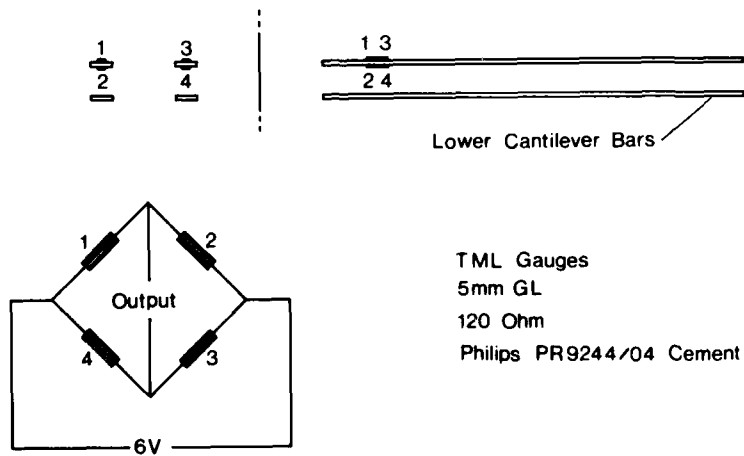 1 3
2 4
1 3
2 4
Lower Cantilever Bars
1 2
Output
4 3
6V
TML Gauges
5mm GL
120 Ohm
Philips PR9244/04 Cement